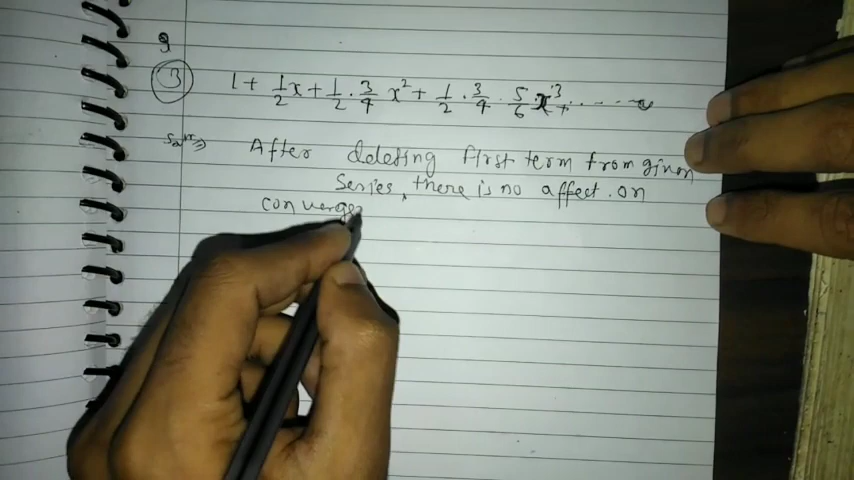 9
3
1 + 1/2 x + 1/2 . 3/4 x² + 1/2 . 3/4 . 5/6 x³ + ..... ∞
Solⁿ ⇒ After deleting first term from given
series, there is no affect on
converge